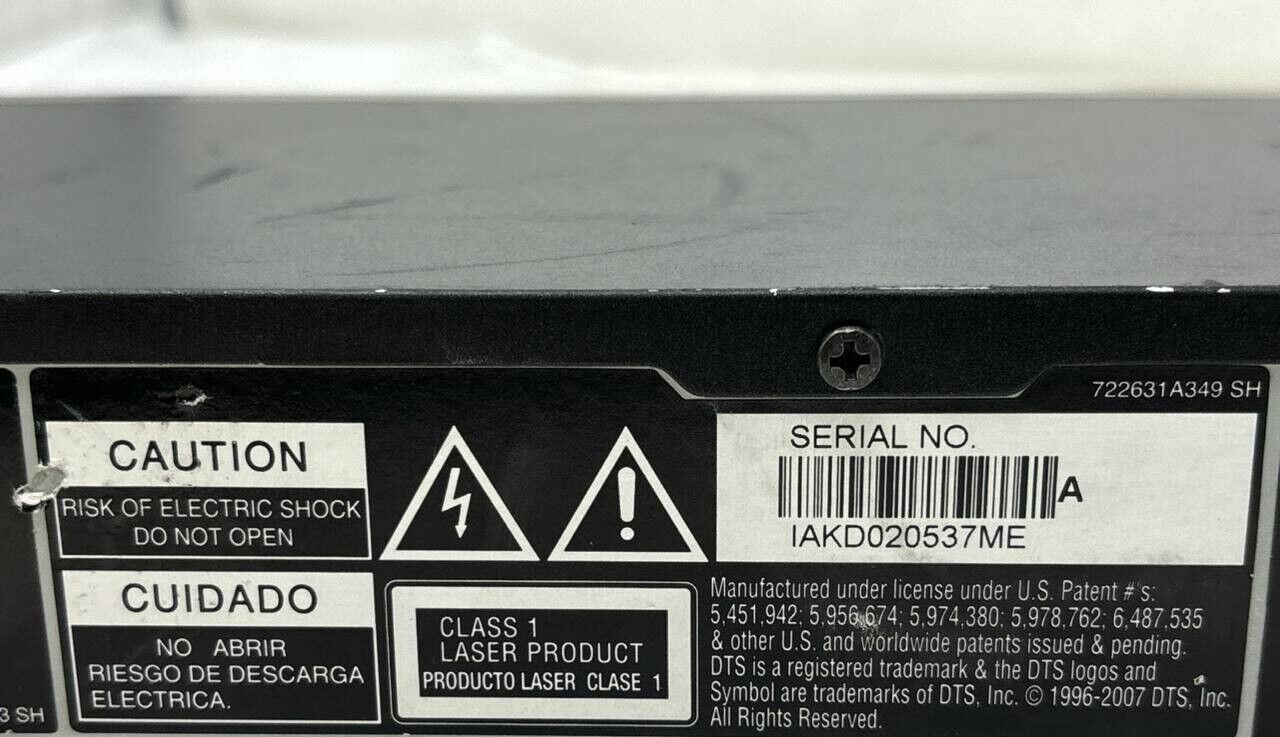 722631A349 SH
CAUTION
RISK OF ELECTRIC SHOCK
DO NOT OPEN
SERIAL NO.
A
IAKD020537ME
CUIDADO
NO ABRIR
RIESGO DE DESCARGA
ELECTRICA.
CLASS 1
LASER PRODUCT
PRODUCTO LASER CLASE 1
Manufactured under license under U.S. Patent #'s:
5,451,942; 5,956,674; 5,974,380; 5,978,762; 6,487,535
& other U.S. and worldwide patents issued & pending.
DTS is a registered trademark & the DTS logos and
Symbol are trademarks of DTS, Inc. © 1996-2007 DTS, Inc.
All Rights Reserved.
3 SH